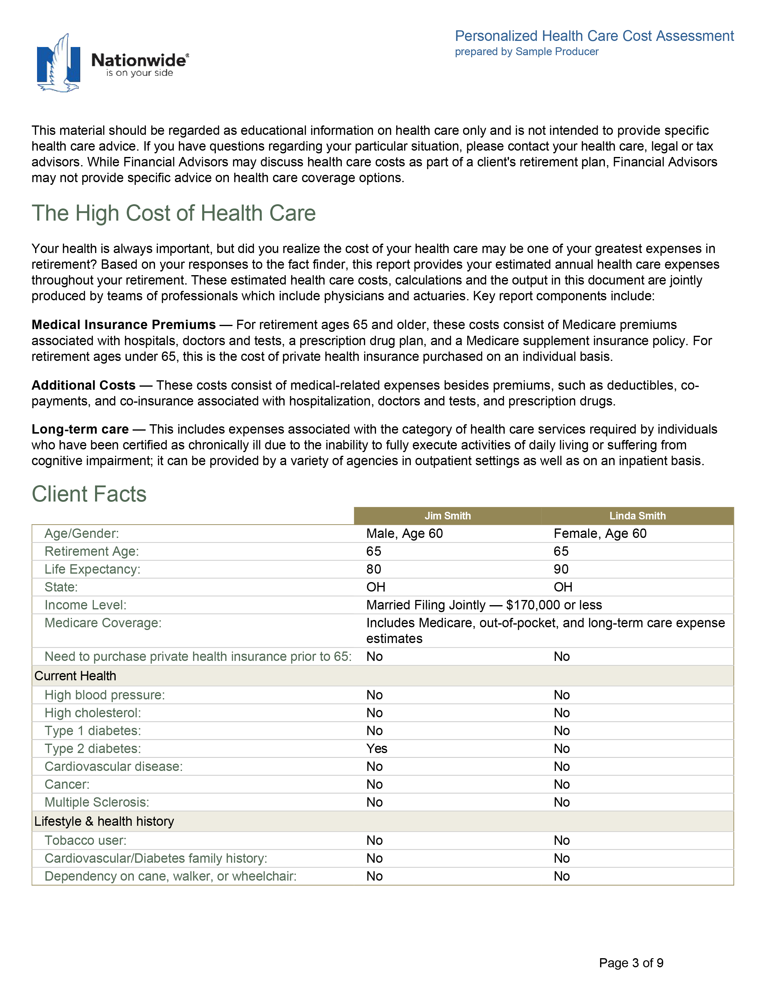 Nationwide®
is on your side
Personalized Health Care Cost Assessment
prepared by Sample Producer
This material should be regarded as educational information on health care only and is not intended to provide specific
health care advice. If you have questions regarding your particular situation, please contact your health care, legal or tax
advisors. While Financial Advisors may discuss health care costs as part of a client's retirement plan, Financial Advisors
may not provide specific advice on health care coverage options.
The High Cost of Health Care
Your health is always important, but did you realize the cost of your health care may be one of your greatest expenses in
retirement? Based on your responses to the fact finder, this report provides your estimated annual health care expenses
throughout your retirement. These estimated health care costs, calculations and the output in this document are jointly
produced by teams of professionals which include physicians and actuaries. Key report components include:
Medical Insurance Premiums — For retirement ages 65 and older, these costs consist of Medicare premiums
associated with hospitals, doctors and tests, a prescription drug plan, and a Medicare supplement insurance policy. For
retirement ages under 65, this is the cost of private health insurance purchased on an individual basis.
Additional Costs — These costs consist of medical-related expenses besides premiums, such as deductibles, co-
payments, and co-insurance associated with hospitalization, doctors and tests, and prescription drugs.
Long-term care — This includes expenses associated with the category of health care services required by individuals
who have been certified as chronically ill due to the inability to fully execute activities of daily living or suffering from
cognitive impairment; it can be provided by a variety of agencies in outpatient settings as well as on an inpatient basis.
Client Facts
Jim Smith Linda Smith
Age/Gender: Male, Age 60 Female, Age 60
Retirement Age: 65 65
Life Expectancy: 80 90
State: OH OH
Income Level: Married Filing Jointly — $170,000 or less
Medicare Coverage: Includes Medicare, out-of-pocket, and long-term care expense
estimates
Need to purchase private health insurance prior to 65: No No
Current Health
High blood pressure: No No
High cholesterol: No No
Type 1 diabetes: No No
Type 2 diabetes: Yes No
Cardiovascular disease: No No
Cancer: No No
Multiple Sclerosis: No No
Lifestyle & health history
Tobacco user: No No
Cardiovascular/Diabetes family history: No No
Dependency on cane, walker, or wheelchair: No No
Page 3 of 9